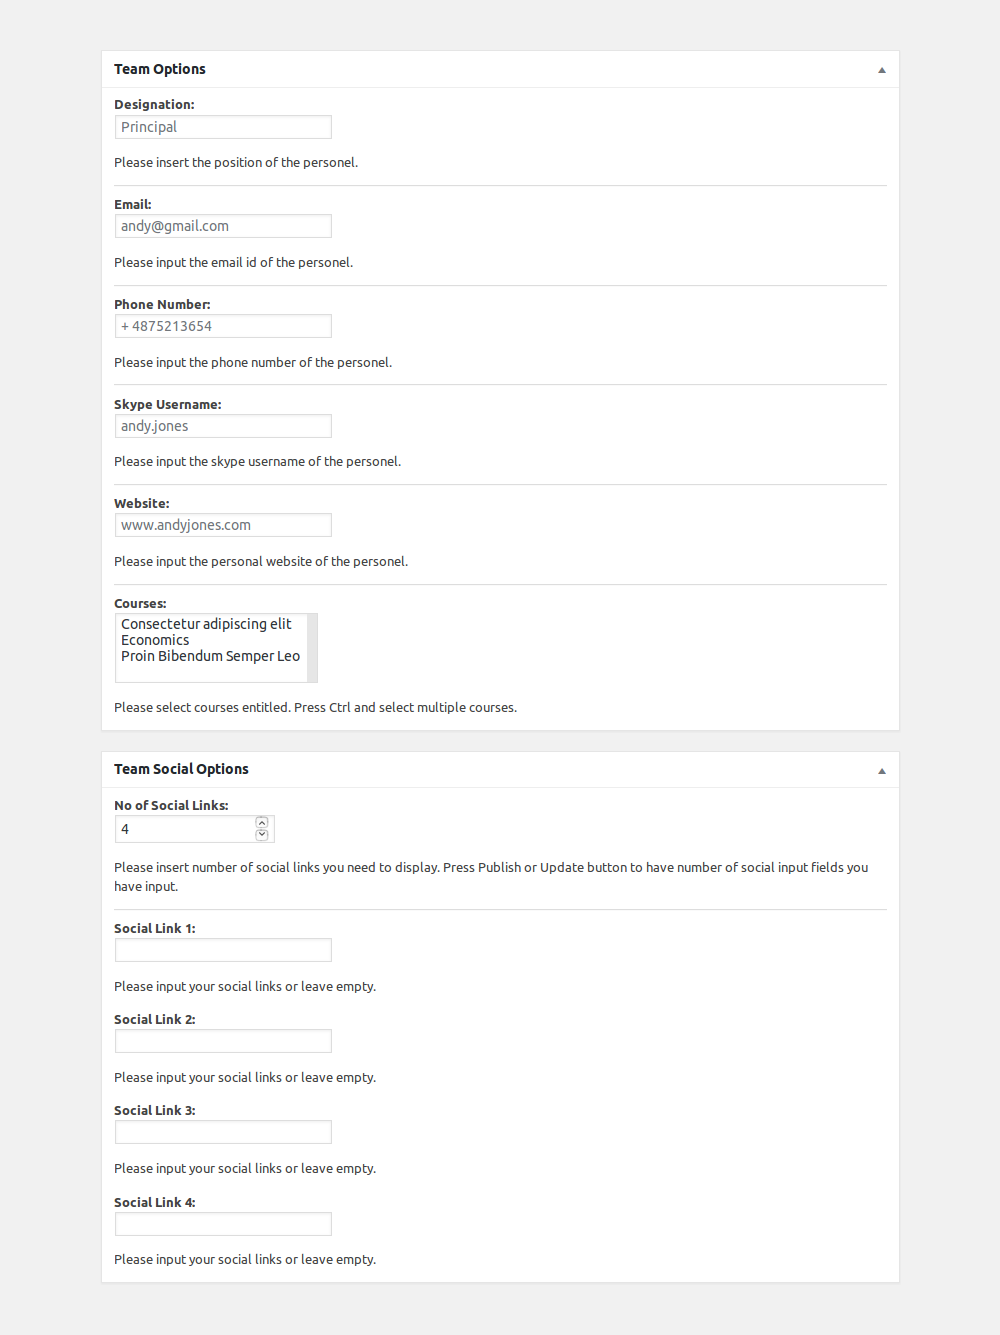 Team Options
Designation:
Principal
Please insert the position of the personel.
Email:
andy@gmail.com
Please input the email id of the personel.
Phone Number:
+ 4875213654
Please input the phone number of the personel.
Skype Username:
andy.jones
Please input the skype username of the personel.
Website:
www.andyjones.com
Please input the personal website of the personel.
Courses:
Consectetur adipiscing elit
Economics
Proin Bibendum Semper Leo
Please select courses entitled. Press Ctrl and select multiple courses.
Team Social Options
No of Social Links:
4
Please insert number of social links you need to display. Press Publish or Update button to have number of social input fields you
have input.
Social Link 1:
Please input your social links or leave empty.
Social Link 2:
Please input your social links or leave empty.
Social Link 3:
Please input your social links or leave empty.
Social Link 4:
Please input your social links or leave empty.